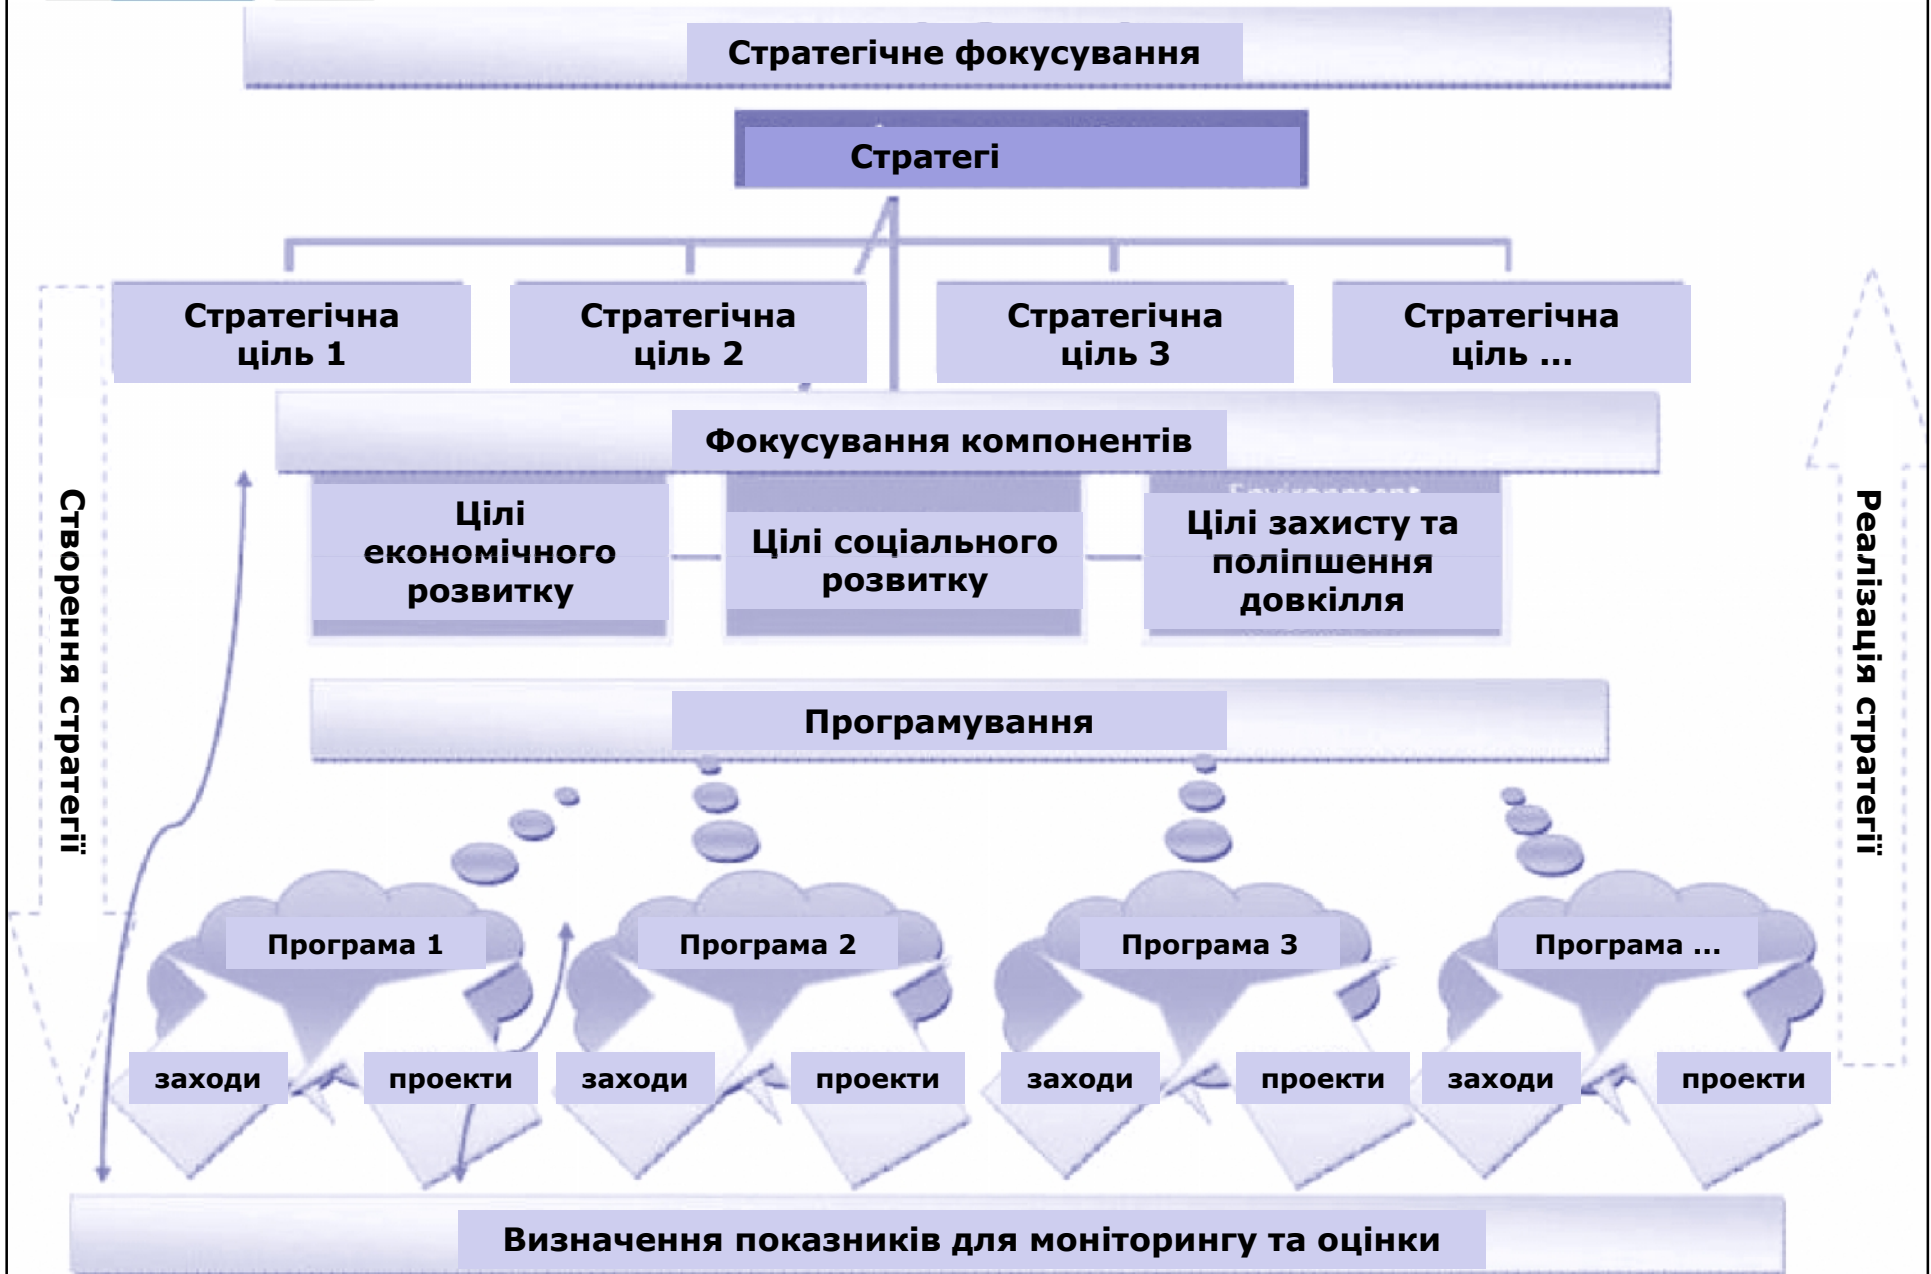 Стратегічне фокусування
Стратегі
Стратегічна
ціль 1
Стратегічна
ціль 2
Стратегічна
ціль 3
Стратегічна
ціль ...
Фокусування компонентів
Цілі
економічного
розвитку
Цілі соціального
розвитку
Цілі захисту та
поліпшення
довкілля
Створення стратегії
Реалізація стратегії
Програмування
Програма 1
Програма 2
Програма 3
Програма ...
заходи
проекти
заходи
проекти
заходи
проекти
заходи
проекти
Визначення показників для моніторингу та оцінки